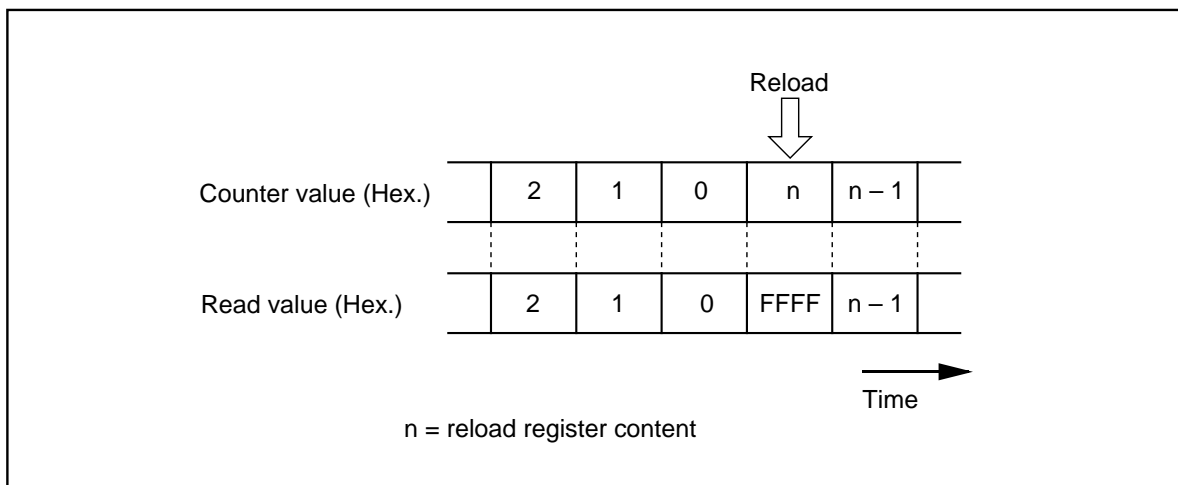 Reload
Counter value (Hex.) 2 1 0 n n – 1
Read value (Hex.) 2 1 0 FFFF n – 1
Time
n = reload register content